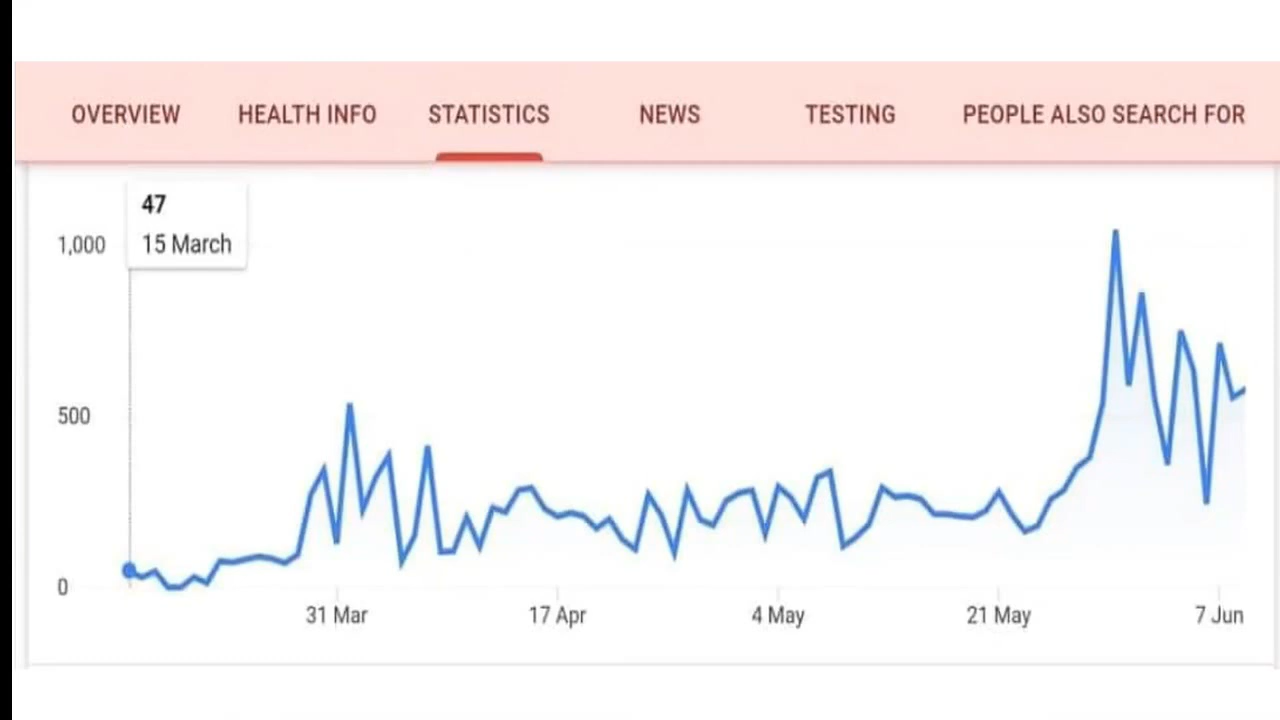 OVERVIEW HEALTH INFO STATISTICS NEWS TESTING PEOPLE ALSO SEARCH FOR
47
15 March
1,000
500
0
31 Mar 17 Apr 4 May 21 May 7 Jun